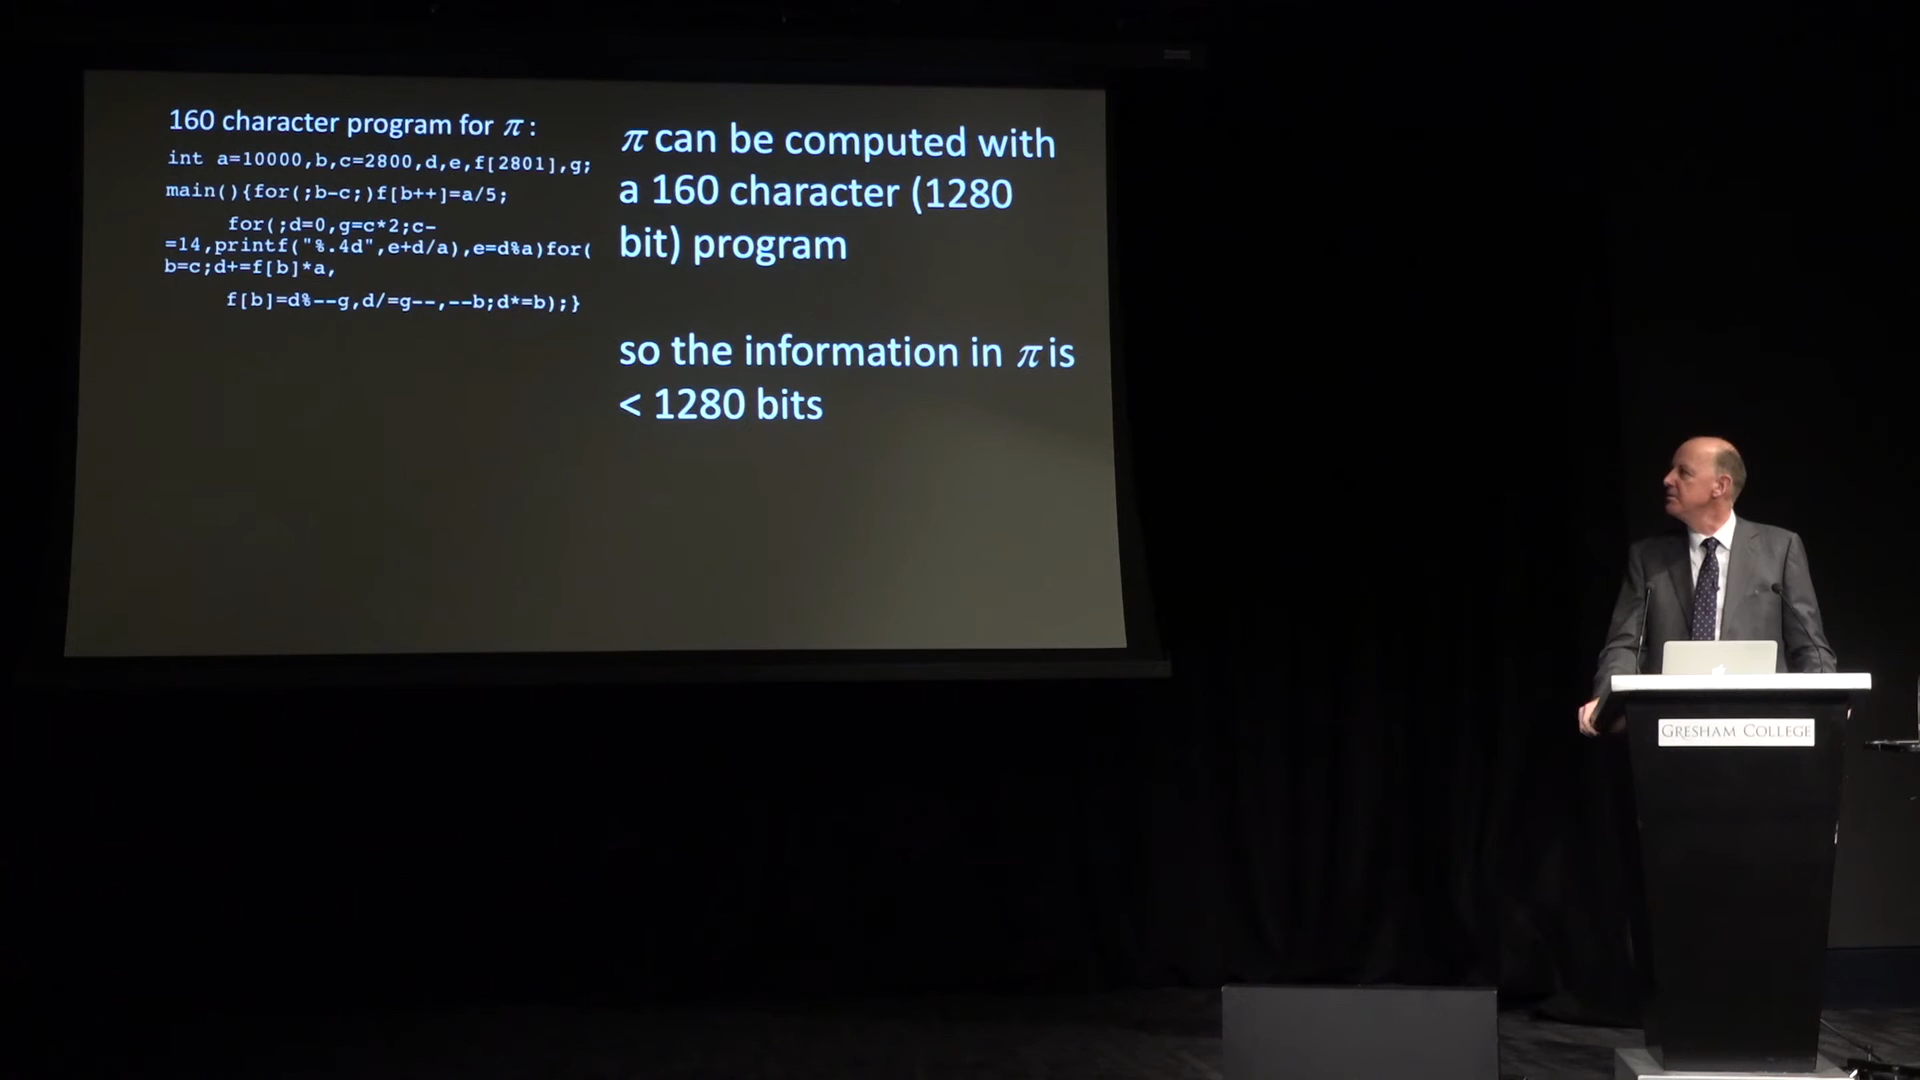 160 character program for π :
int a=10000,b,c=2800,d,e,f[2801],g;
main(){for(;b-c;)f[b++]=a/5;
for(;d=0,g=c*2;c-
=14,printf("%.4d",e+d/a),e=d%a)for(
b=c;d+=f[b]*a,
f[b]=d%--g,d/=g--,--b;d*=b);}
π can be computed with
a 160 character (1280
bit) program
so the information in π is
< 1280 bits
GRESHAM COLLEGE